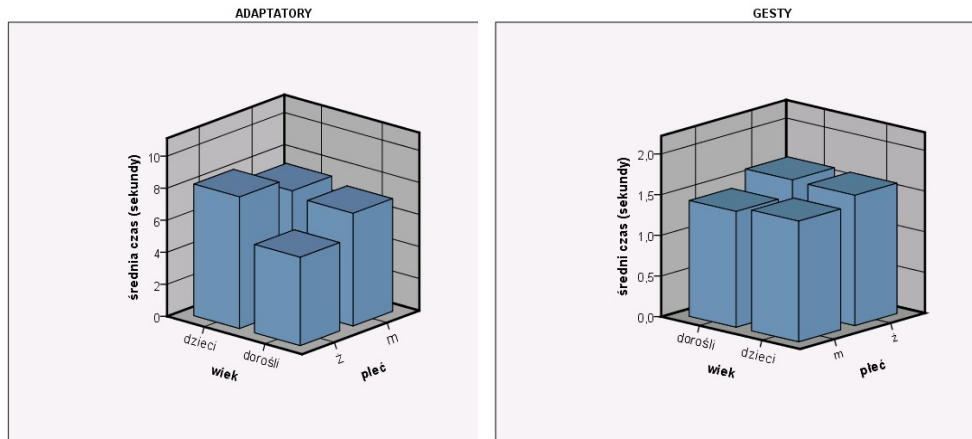 ADAPTATORY
średnia czas (sekundy)
10
8
6
4
2
0
dzieci
dorośli
wiek
ż
m
płeć
GESTY
średni czas (sekundy)
2,0
1,5
1,0
0,5
0,0
dorośli
dzieci
wiek
m
ż
płeć